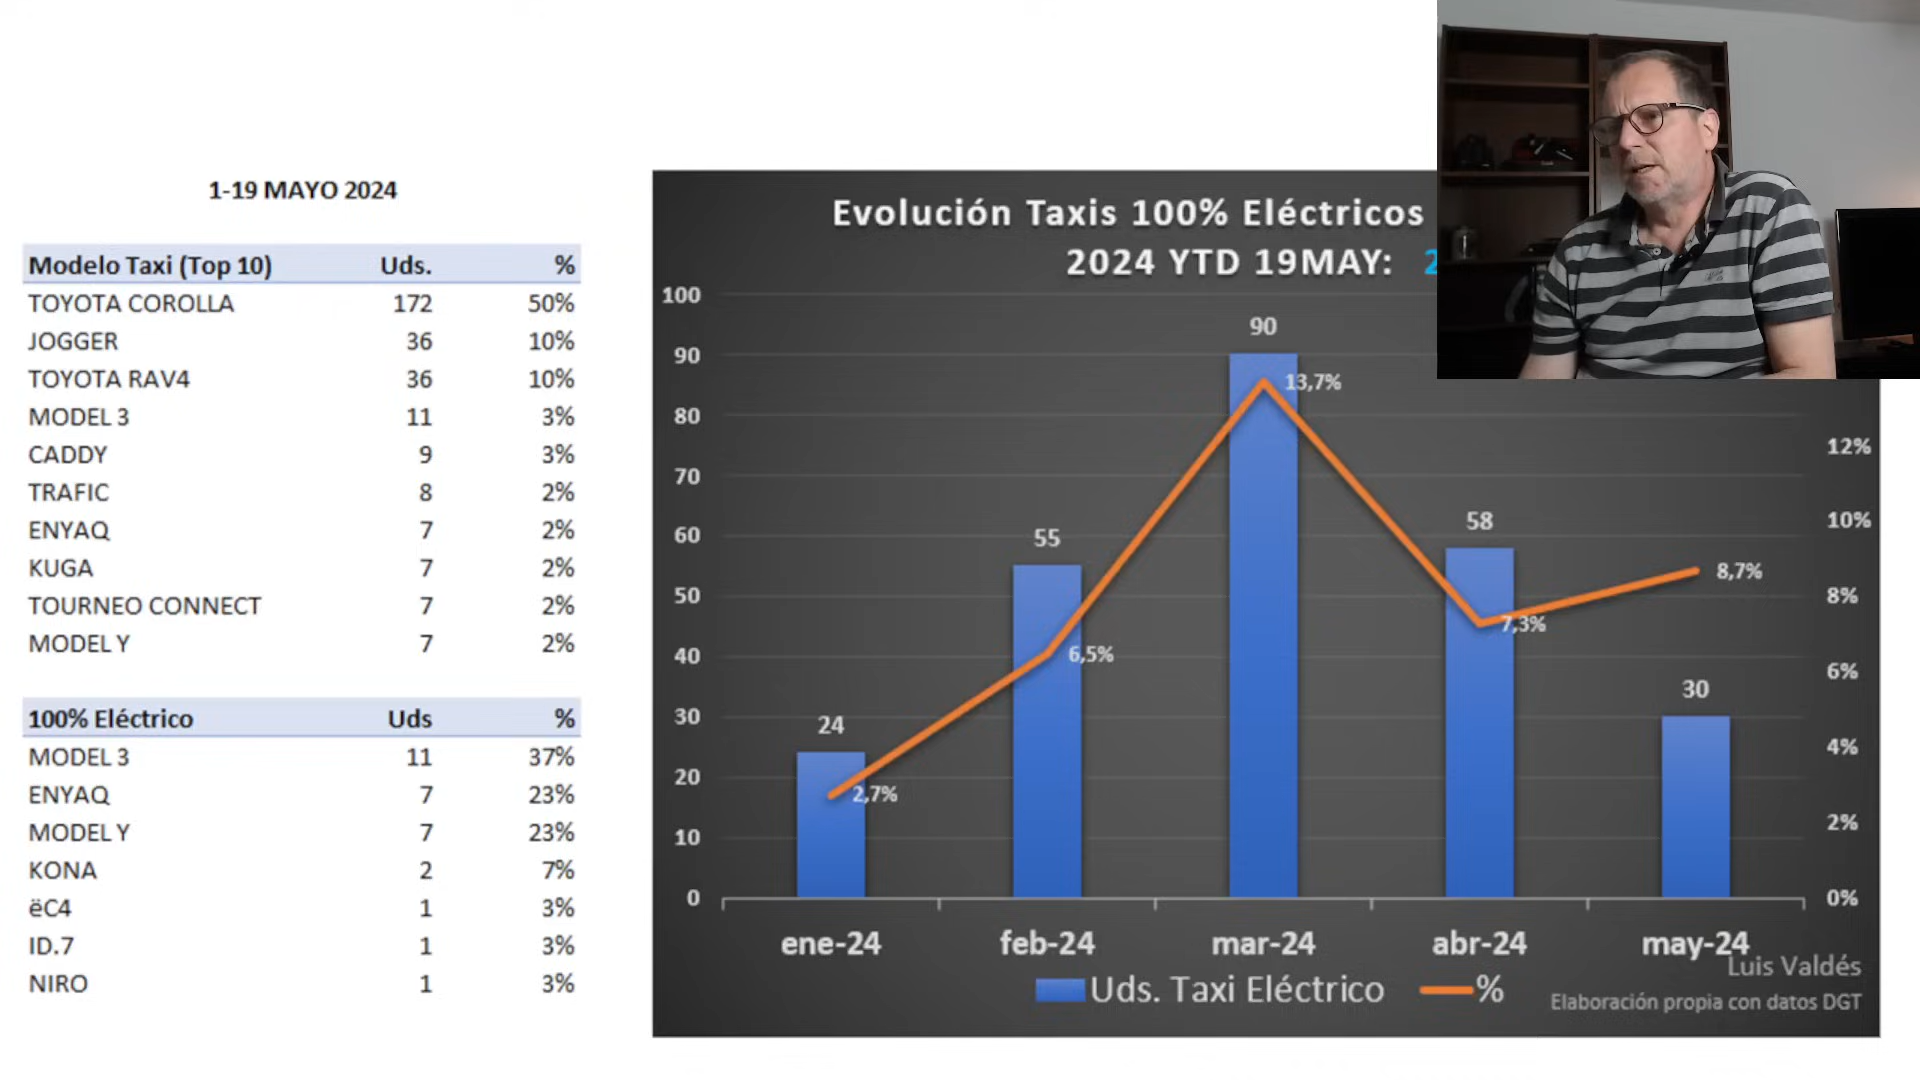 1-19 MAYO 2024
Modelo Taxi (Top 10) Uds. %
TOYOTA COROLLA 172 50%
JOGGER 36 10%
TOYOTA RAV4 36 10%
MODEL 3 11 3%
CADDY 9 3%
TRAFIC 8 2%
ENYAQ 7 2%
KUGA 7 2%
TOURNEO CONNECT 7 2%
MODEL Y 7 2%
100% Eléctrico Uds %
MODEL 3 11 37%
ENYAQ 7 23%
MODEL Y 7 23%
KONA 2 7%
ëC4 1 3%
ID.7 1 3%
NIRO 1 3%
Evolución Taxis 100% Eléctricos
2024 YTD 19MAY: 2
100
90
80
70
60
50
40
30
20
10
0
24
55
90
58
30
2,7%
6,5%
13,7%
7,3%
8,7%
12%
10%
8%
6%
4%
2%
0%
ene-24 feb-24 mar-24 abr-24 may-24
Uds. Taxi Eléctrico %
Luis Valdés
Elaboración propia con datos DGT